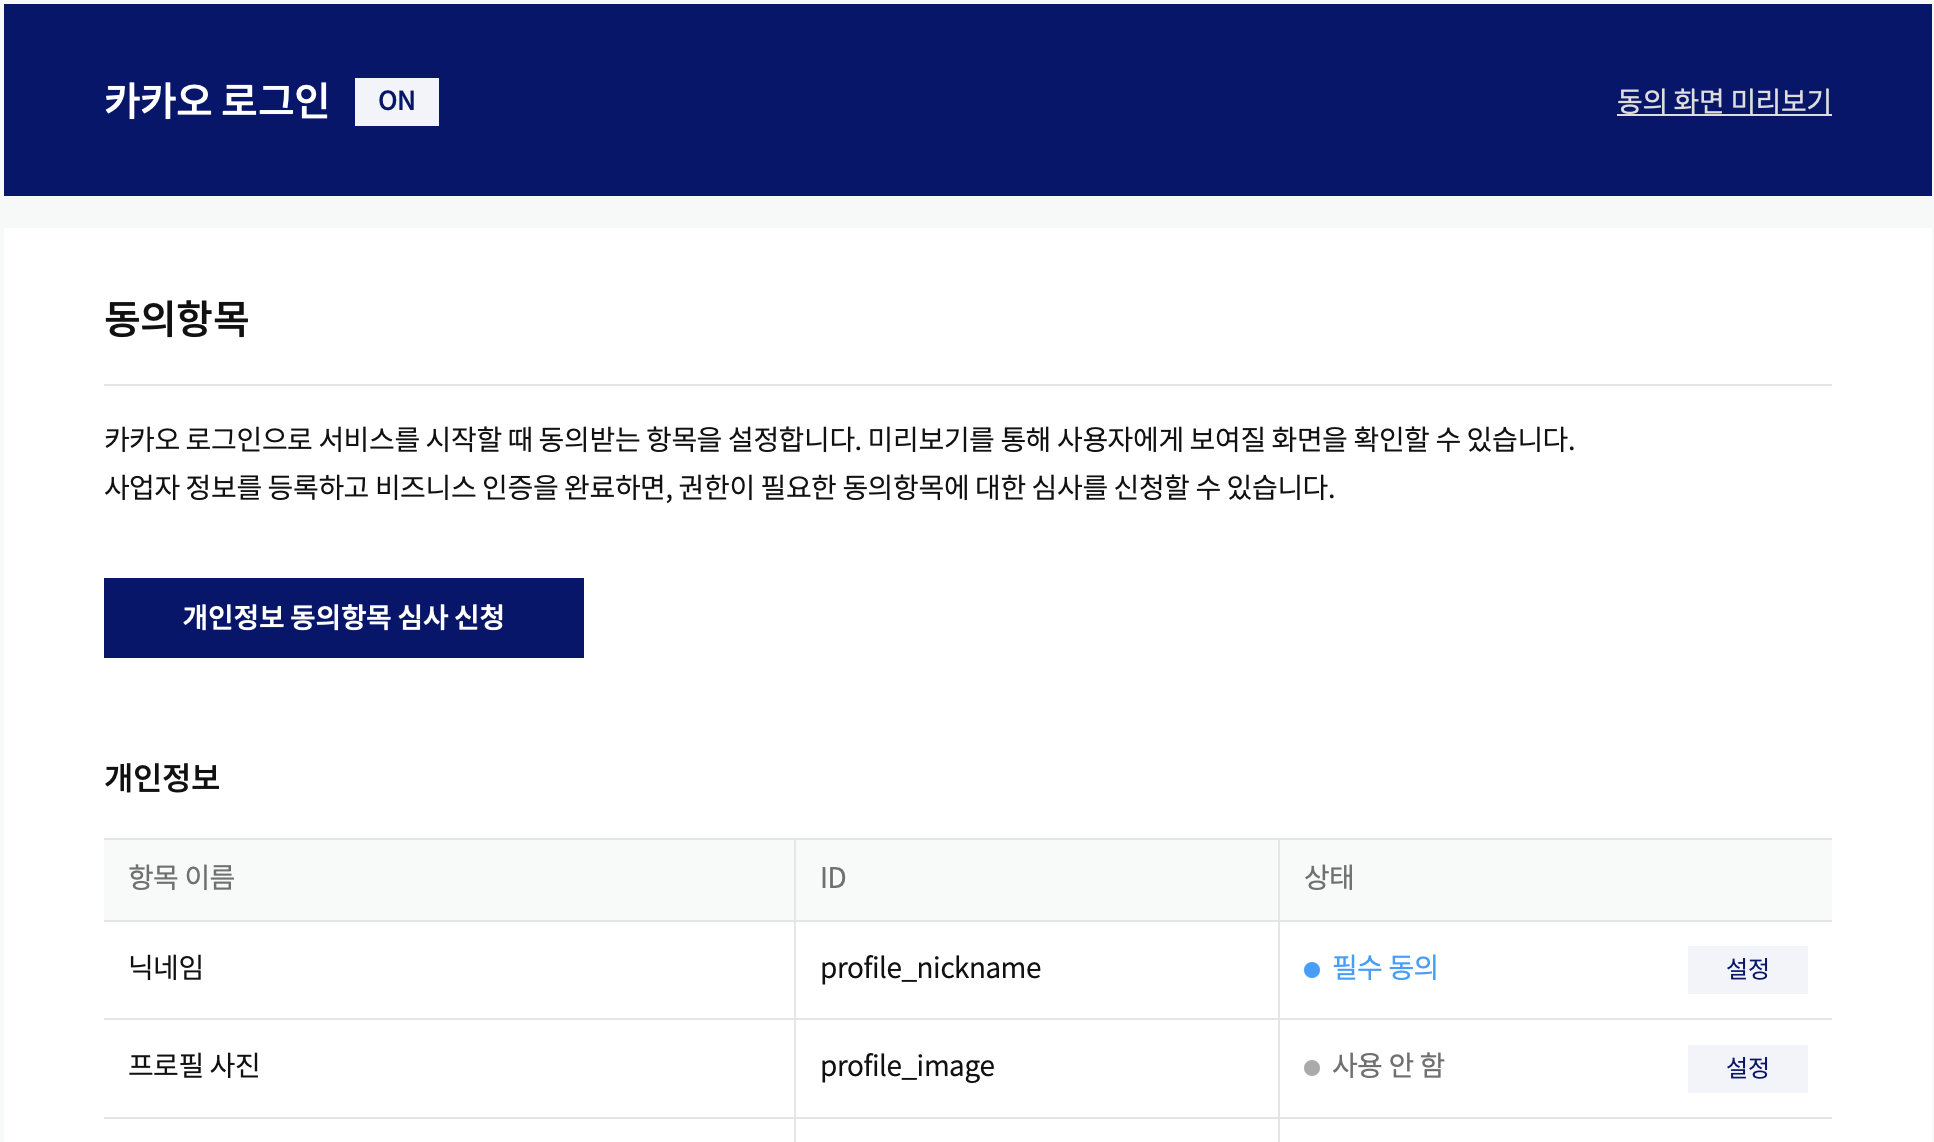 카카오 로그인 ON 동의 화면 미리보기
동의항목
카카오 로그인으로 서비스를 시작할 때 동의받는 항목을 설정합니다. 미리보기를 통해 사용자에게 보여질 화면을 확인할 수 있습니다.
사업자 정보를 등록하고 비즈니스 인증을 완료하면, 권한이 필요한 동의항목에 대한 심사를 신청할 수 있습니다.
개인정보 동의항목 심사 신청
개인정보
항목 이름 ID 상태
닉네임 profile_nickname 필수 동의 설정
프로필 사진 profile_image 사용 안 함 설정